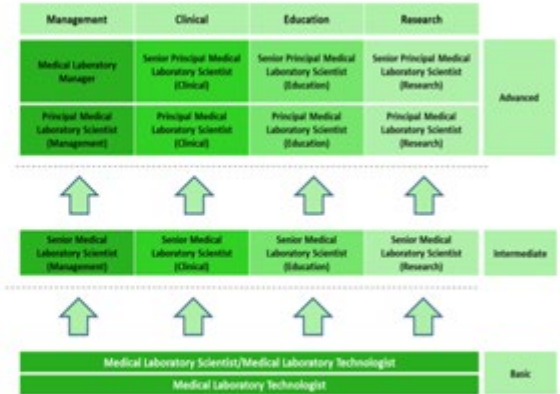 Management Clinical Education Research
Medical Laboratory
Manager
Senior Principal Medical
Laboratory Scientist
(Clinical)
Senior Principal Medical
Laboratory Scientist
(Education)
Senior Principal Medical
Laboratory Scientist
(Research)
Principal Medical
Laboratory Scientist
(Management)
Principal Medical
Laboratory Scientist
(Clinical)
Principal Medical
Laboratory Scientist
(Education)
Principal Medical
Laboratory Scientist
(Research)
Advanced
Senior Medical
Laboratory Scientist
(Management)
Senior Medical
Laboratory Scientist
(Clinical)
Senior Medical
Laboratory Scientist
(Education)
Senior Medical
Laboratory Scientist
(Research)
Intermediate
Medical Laboratory Scientist/Medical Laboratory Technologist
Medical Laboratory Technologist
Basic